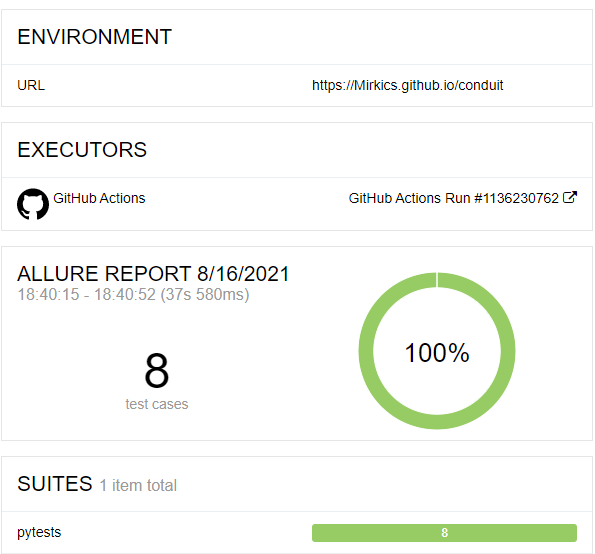 ENVIRONMENT
URL https://Mirkics.github.io/conduit
EXECUTORS
GitHub Actions GitHub Actions Run #1136230762
ALLURE REPORT 8/16/2021
18:40:15 - 18:40:52 (37s 580ms)
8
test cases
100%
SUITES 1 item total
pytests 8